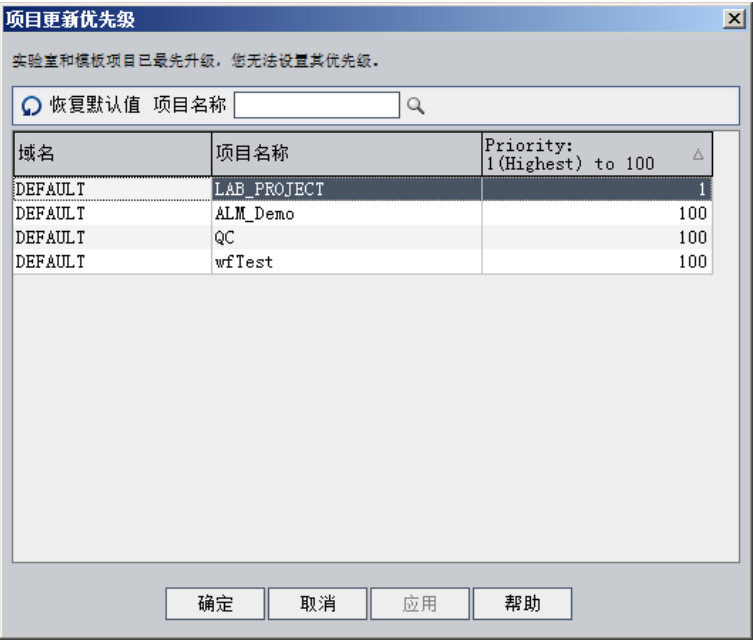 项目更新优先级
实验室和模板项目已最先升级，您无法设置其优先级。
恢复默认值 项目名称
域名 项目名称 Priority:
1(Highest) to 100
DEFAULT LAB_PROJECT 1
DEFAULT ALM_Demo 100
DEFAULT QC 100
DEFAULT wfTest 100
确定 取消 应用 帮助